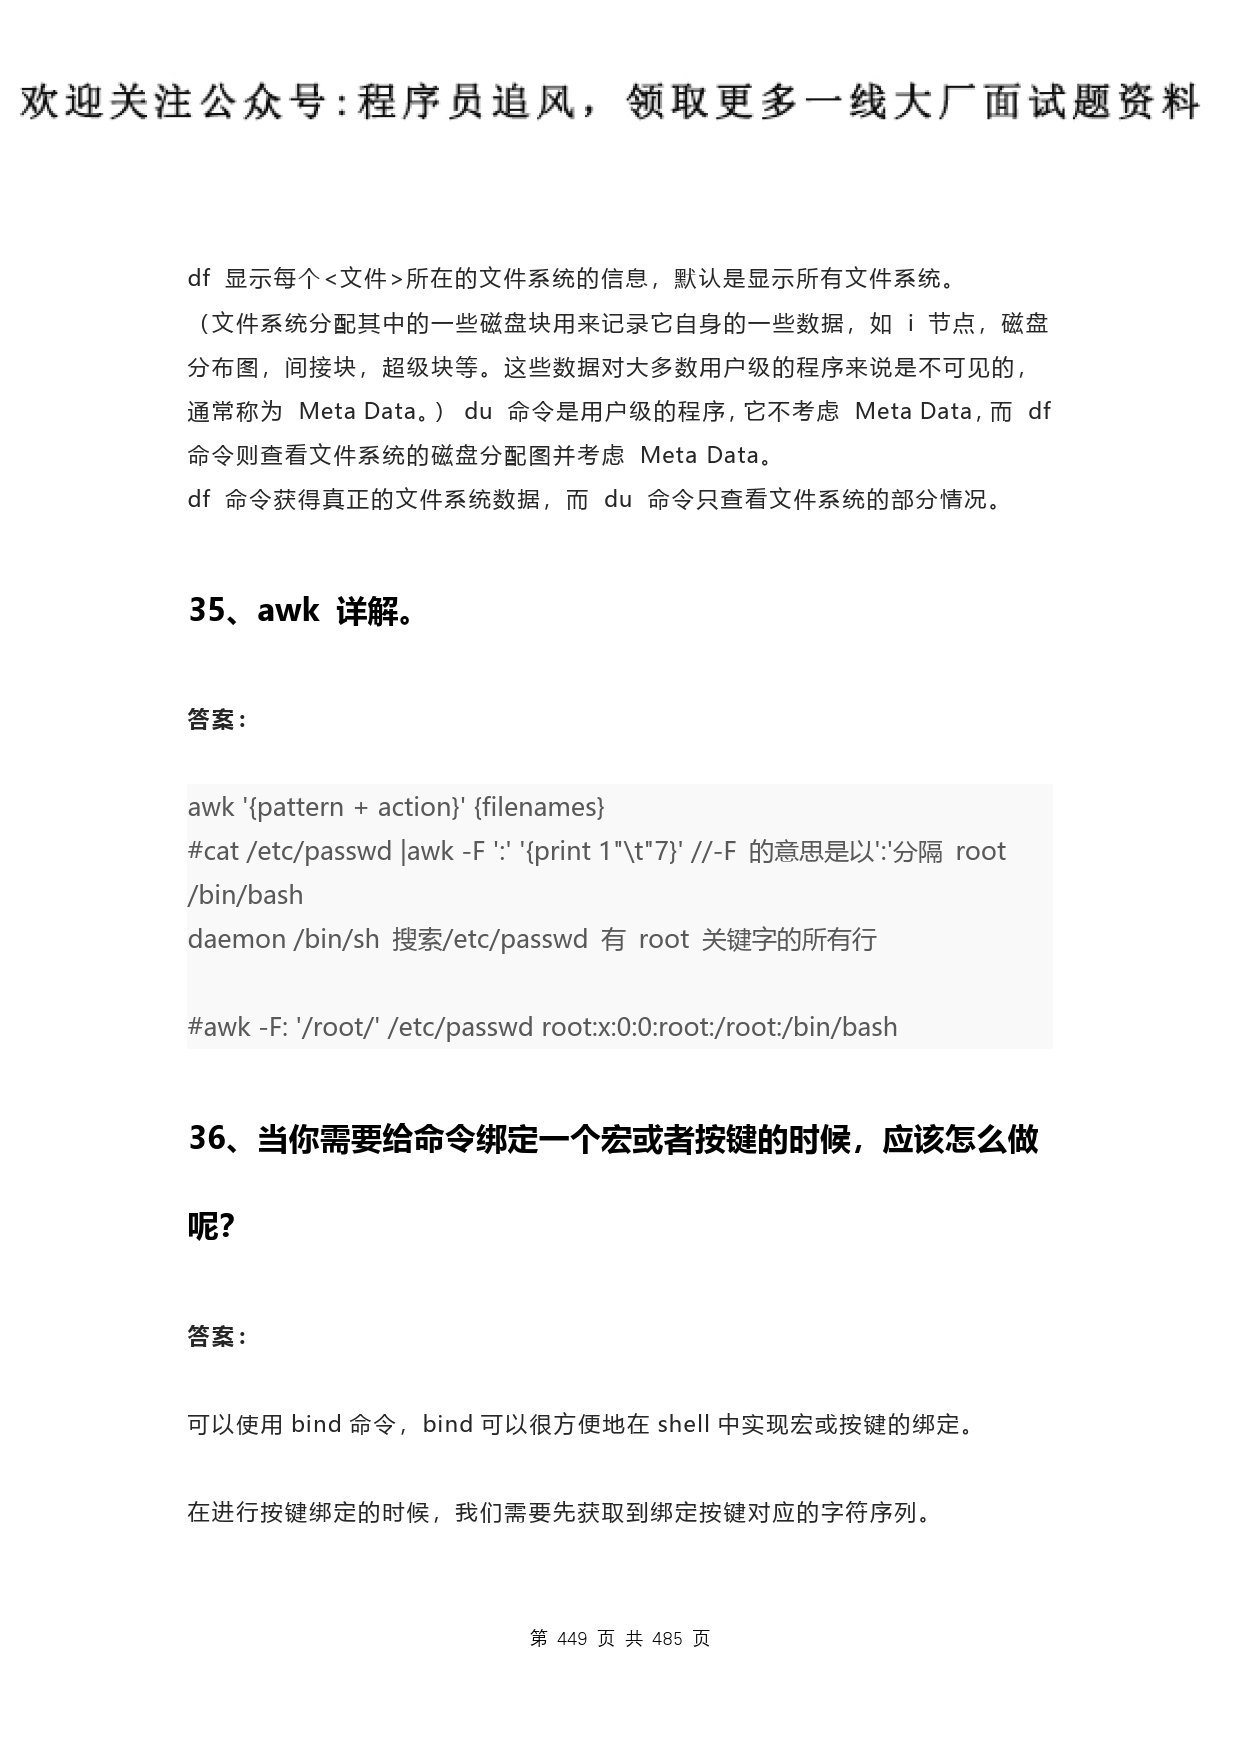 欢迎关注公众号:程序员追风，领取更多一线大厂面试题资料
df 显示每个<文件>所在的文件系统的信息，默认是显示所有文件系统。
（文件系统分配其中的一些磁盘块用来记录它自身的一些数据，如 i 节点，磁盘
分布图，间接块，超级块等。这些数据对大多数用户级的程序来说是不可见的，
通常称为 Meta Data。） du 命令是用户级的程序，它不考虑 Meta Data，而 df
命令则查看文件系统的磁盘分配图并考虑 Meta Data。
df 命令获得真正的文件系统数据，而 du 命令只查看文件系统的部分情况。
35、awk 详解。
答案：
awk '{pattern + action}' {filenames}
#cat /etc/passwd |awk -F ':' '{print 1"\t"7}' //-F 的意思是以':'分隔 root
/bin/bash
daemon /bin/sh 搜索/etc/passwd 有 root 关键字的所有行
#awk -F: '/root/' /etc/passwd root:x:0:0:root:/root:/bin/bash
36、当你需要给命令绑定一个宏或者按键的时候，应该怎么做
呢？
答案：
可以使用 bind 命令，bind 可以很方便地在 shell 中实现宏或按键的绑定。
在进行按键绑定的时候，我们需要先获取到绑定按键对应的字符序列。
第 449 页 共 485 页